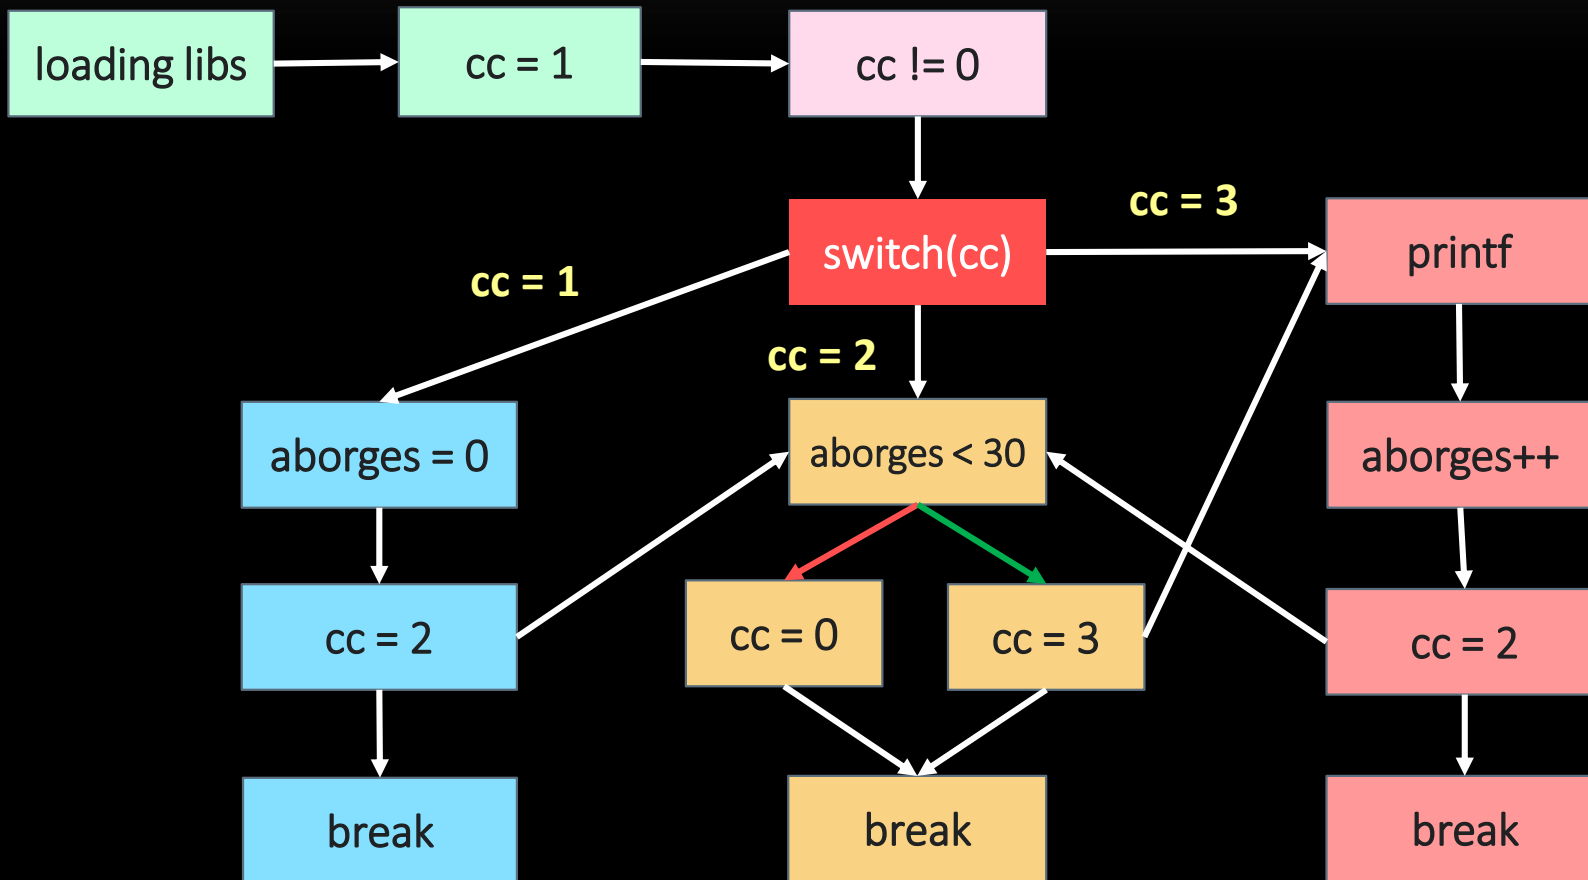 loading libs
cc = 1
cc != 0
cc = 3
switch(cc)
printf
cc = 1
cc = 2
aborges = 0
aborges < 30
aborges++
cc = 2
cc = 0
cc = 3
cc = 2
break
break
break